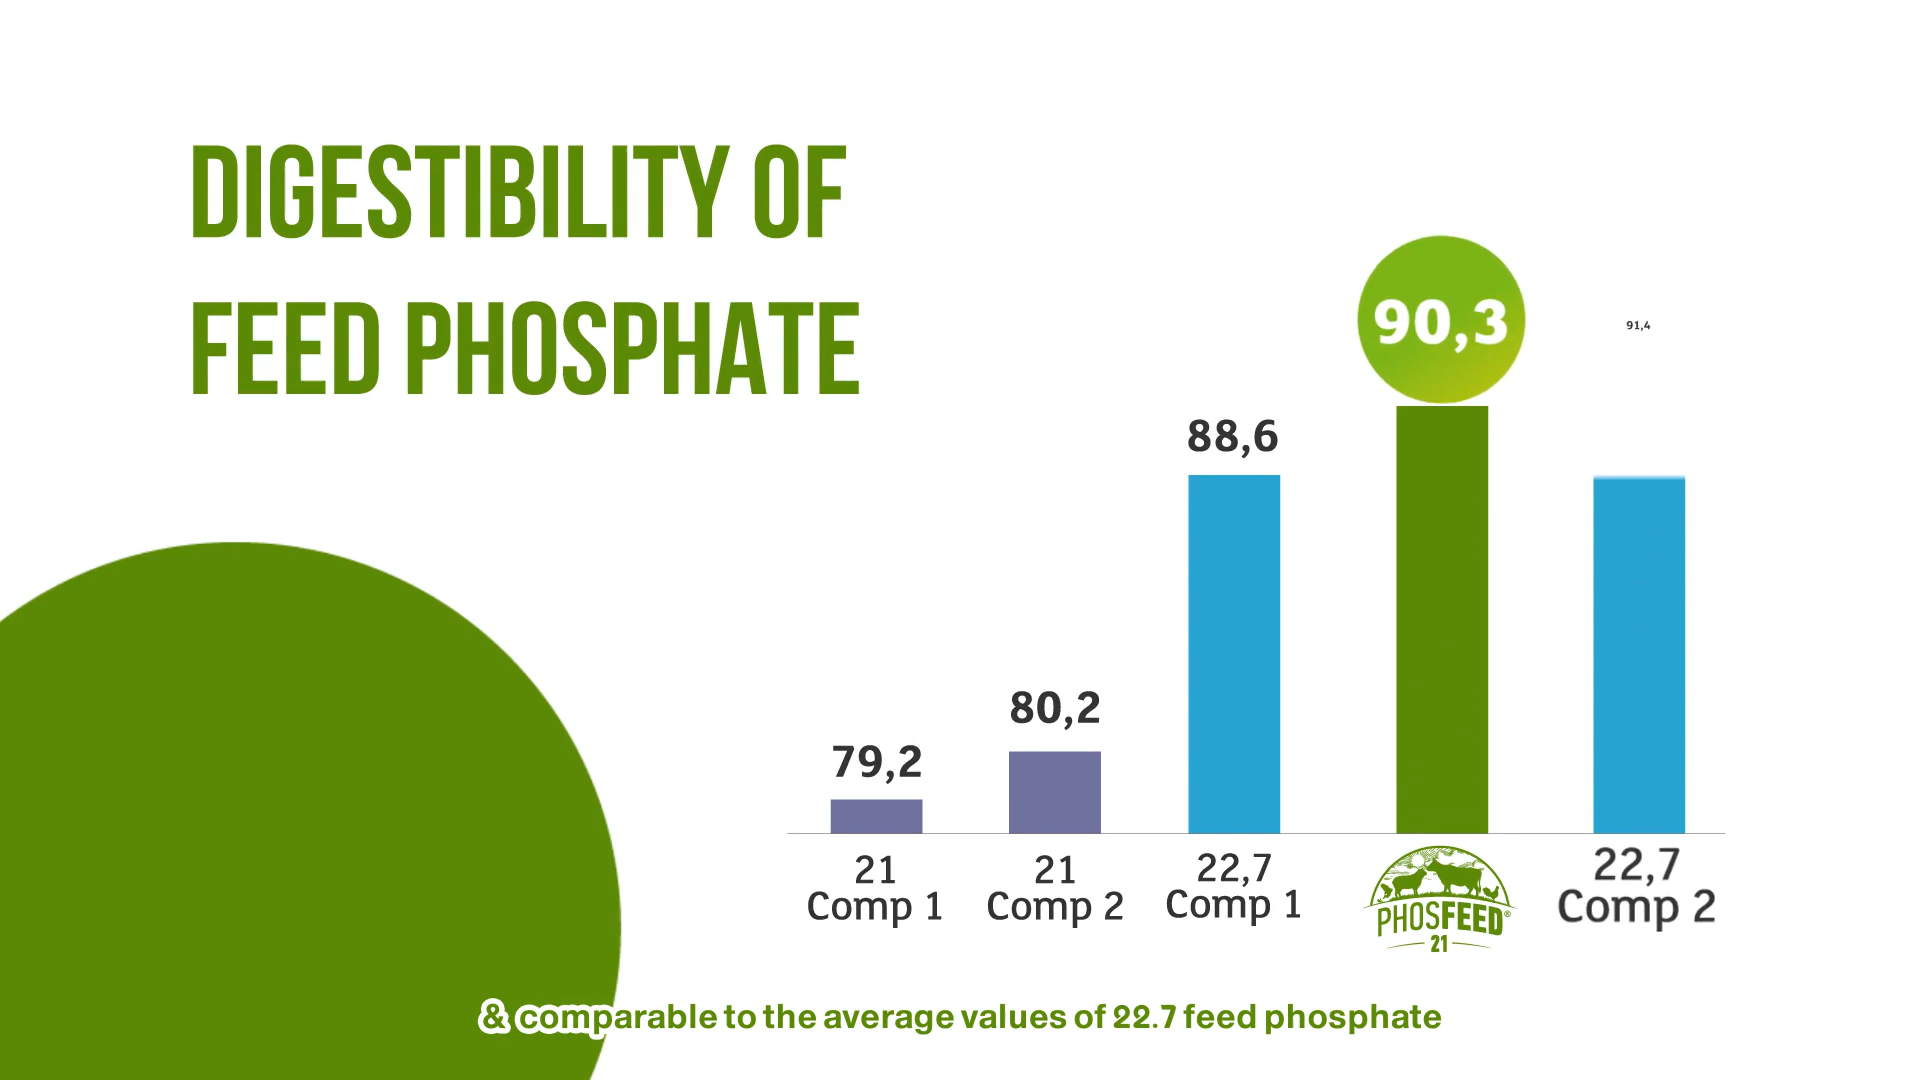 DIGESTIBILITY OF
FEED PHOSPHATE
90,3
91,4
88,6
80,2
79,2
21
Comp 1
21
Comp 2
22,7
Comp 1
PHOSFEED®
21
22,7
Comp 2
& comparable to the average values of 22.7 feed phosphate